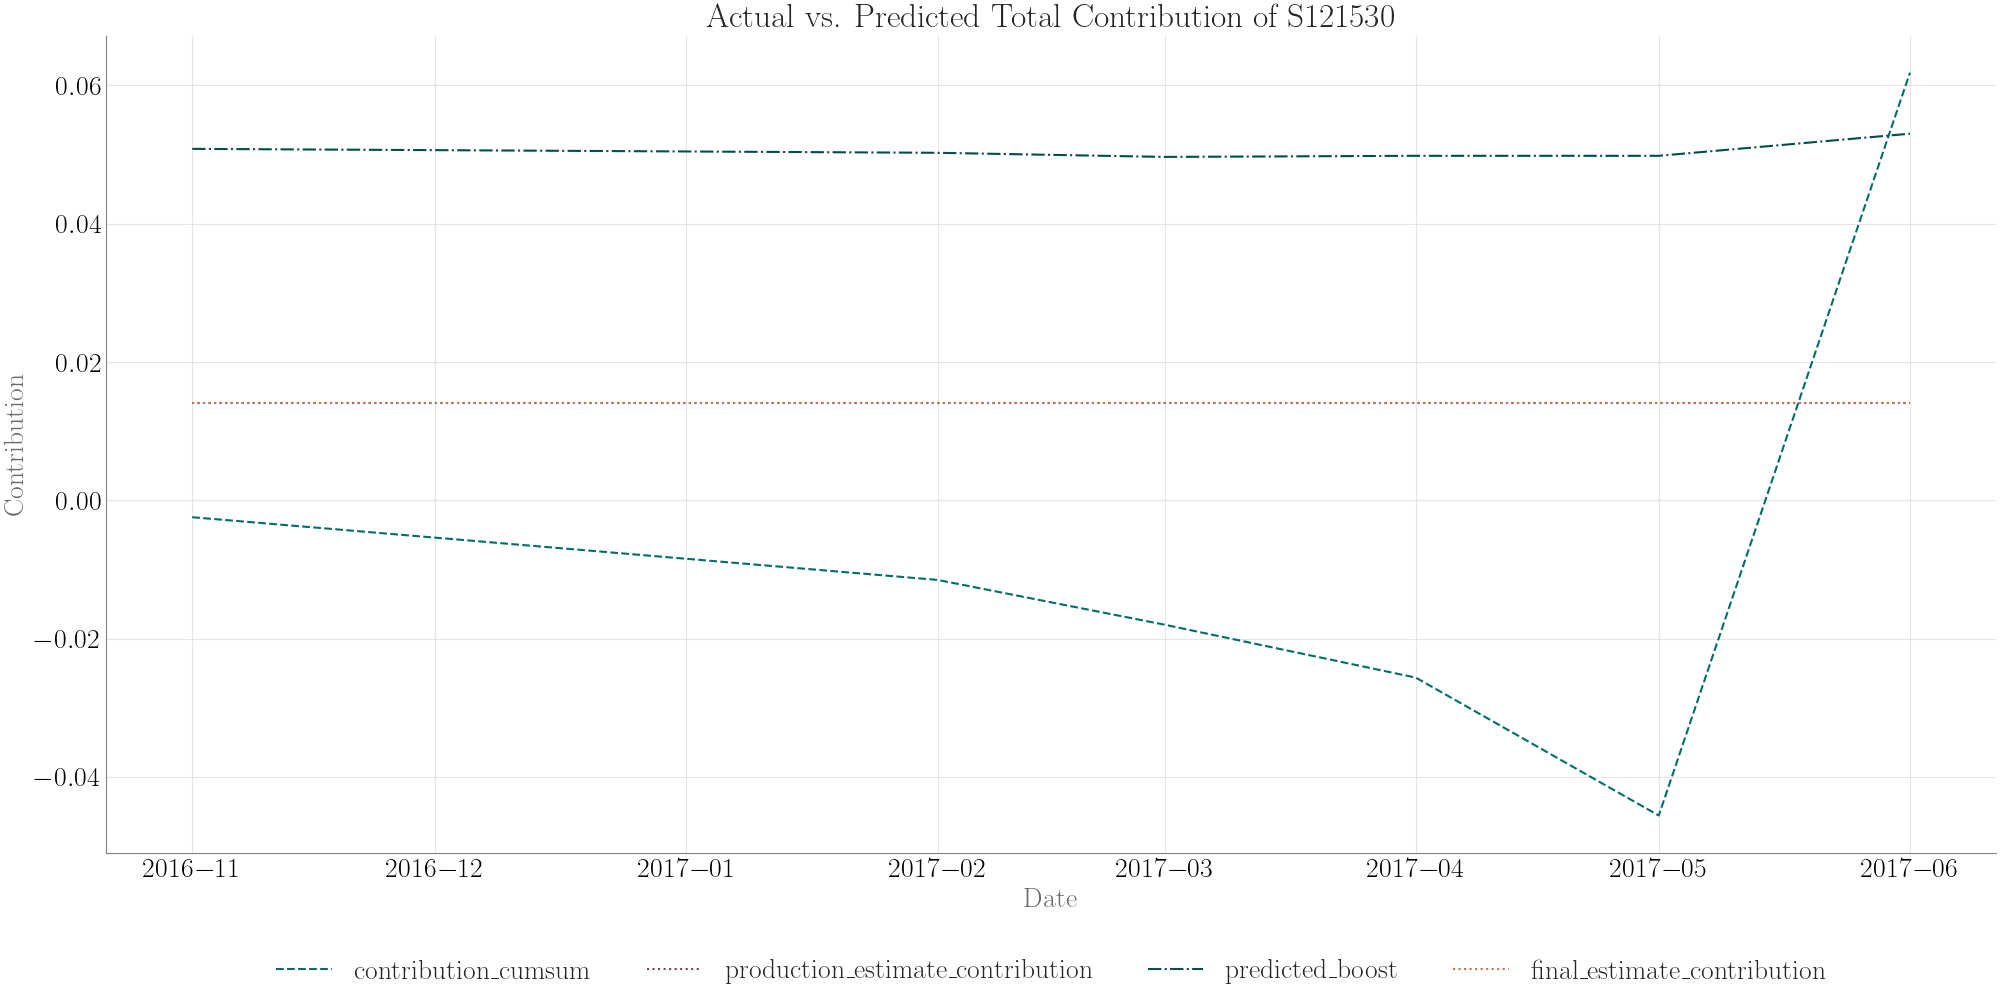 Actual vs. Predicted Total Contribution of S121530
0.06
0.04
0.02
0.00
−0.02
−0.04
Contribution
2016−11 2016−12 2017−01 2017−02 2017−03 2017−04 2017−05 2017−06
Date
contribution_cumsum production_estimate_contribution predicted_boost final_estimate_contribution